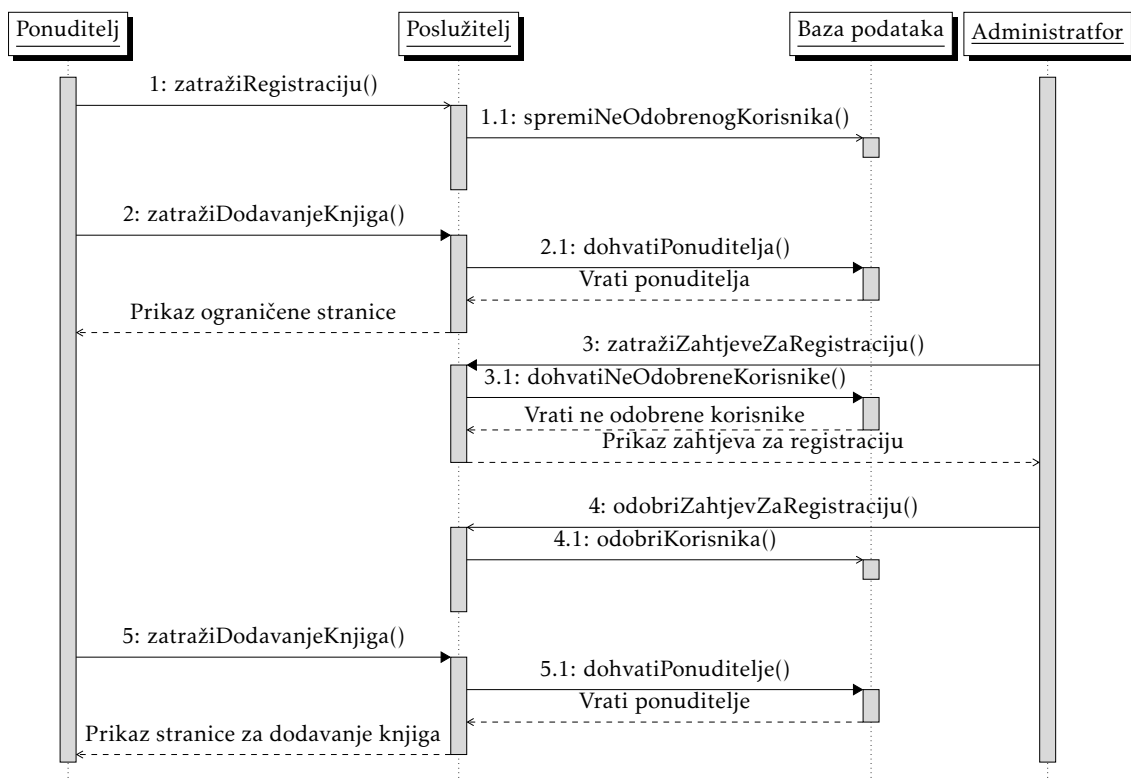 Ponuditelj
Poslužitelj
Baza podataka
Administratfor
1: zatražiRegistraciju()
1.1: spremiNeOdobrenogKorisnika()
2: zatražiDodavanjeKnjiga()
2.1: dohvatiPonuditelja()
Vrati ponuditelja
Prikaz ograničene stranice
3: zatražiZahtjeveZaRegistraciju()
3.1: dohvatiNeOdobreneKorisnike()
Vrati ne odobrene korisnike
Prikaz zahtjeva za registraciju
4: odobriZahtjevZaRegistraciju()
4.1: odobriKorisnika()
5: zatražiDodavanjeKnjiga()
5.1: dohvatiPonuditelje()
Vrati ponuditelje
Prikaz stranice za dodavanje knjiga